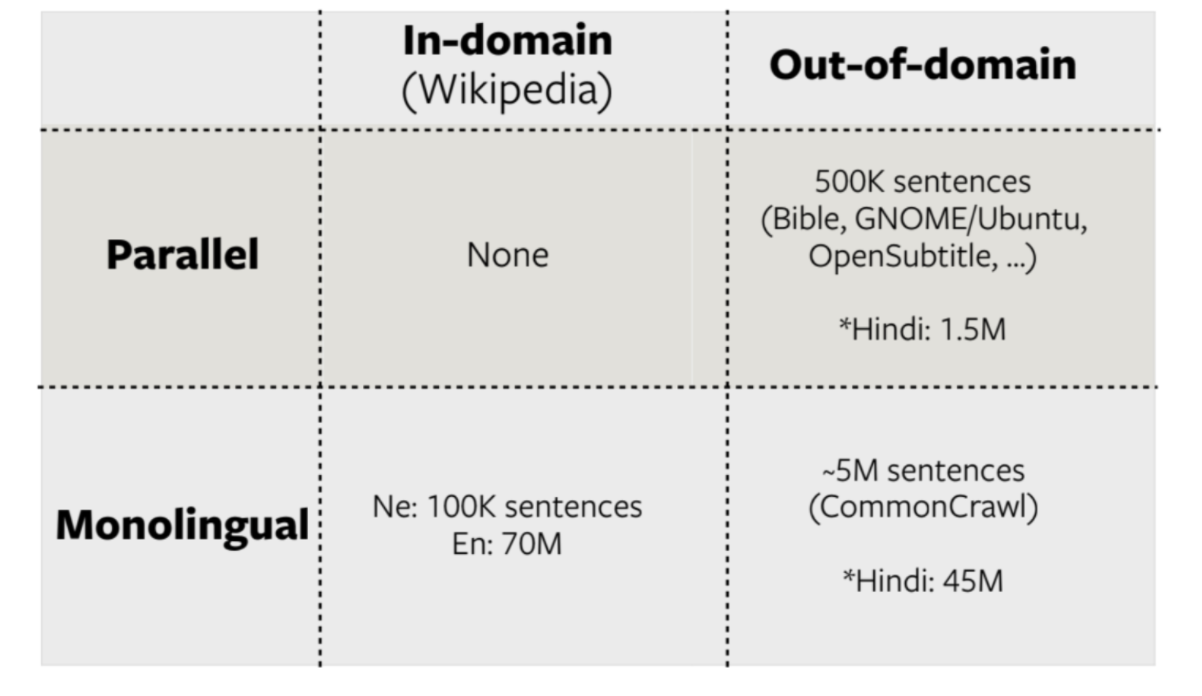 In-domain
(Wikipedia)
Out-of-domain
Parallel
None
500K sentences
(Bible, GNOME/Ubuntu,
OpenSubtitle, ...)
*Hindi: 1.5M
Monolingual
Ne: 100K sentences
En: 70M
~5M sentences
(CommonCrawl)
*Hindi: 45M